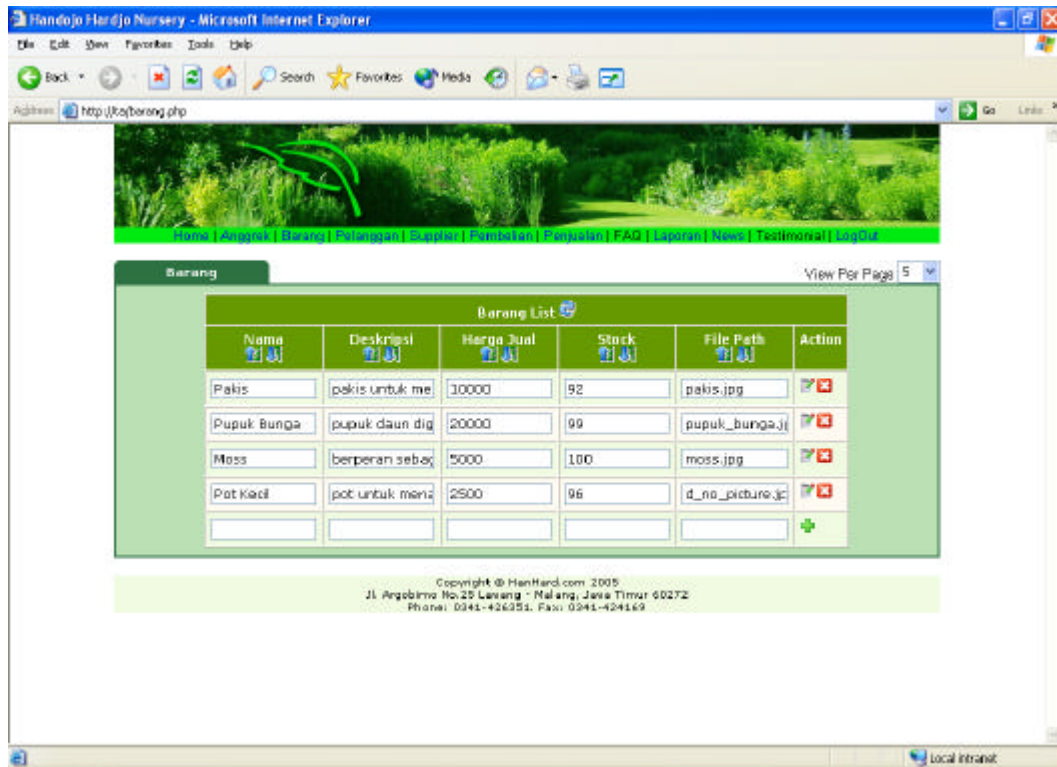 Handojo Hardjo Nursery - Microsoft Internet Explorer
File Edit View Favorites Tools Help
Back Search Favorites Media
Address http://ta/barang.php Go Links
Home | Anggrek | Barang | Pelanggan | Supplier | Pembelian | Penjualan | FAQ | Laporan | News | Testimonial | LogOut
Barang View Per Page 5
Barang List
Nama Deskripsi Harga Jual Stock File Path Action
Pakis pakis untuk me 10000 92 pakis.jpg
Pupuk Bunga pupuk daun dig 20000 99 pupuk_bunga.j
Moss berperan sebag 5000 100 moss.jpg
Pot Kecil pot untuk mena 2500 96 d_no_picture.jp
Copyright @ HanHard.com 2005
Jl. Argobimo No.25 Lawang - Malang, Jawa Timur 60272
Phone: 0341-426351. Fax: 0341-424169
Local intranet